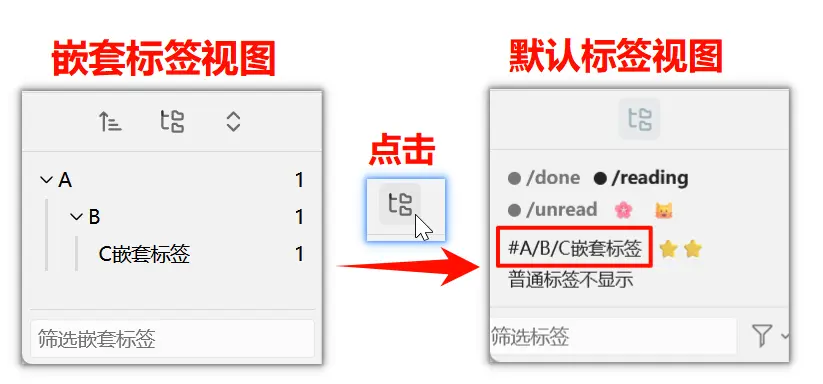 嵌套标签视图
A 1
B 1
C嵌套标签 1
筛选嵌套标签
点击
默认标签视图
/done /reading
/unread
#A/B/C嵌套标签
普通标签不显示
筛选标签